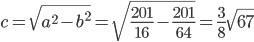 c = √(a² − b²) = √(201/16 − 201/64) = 3/8 √67